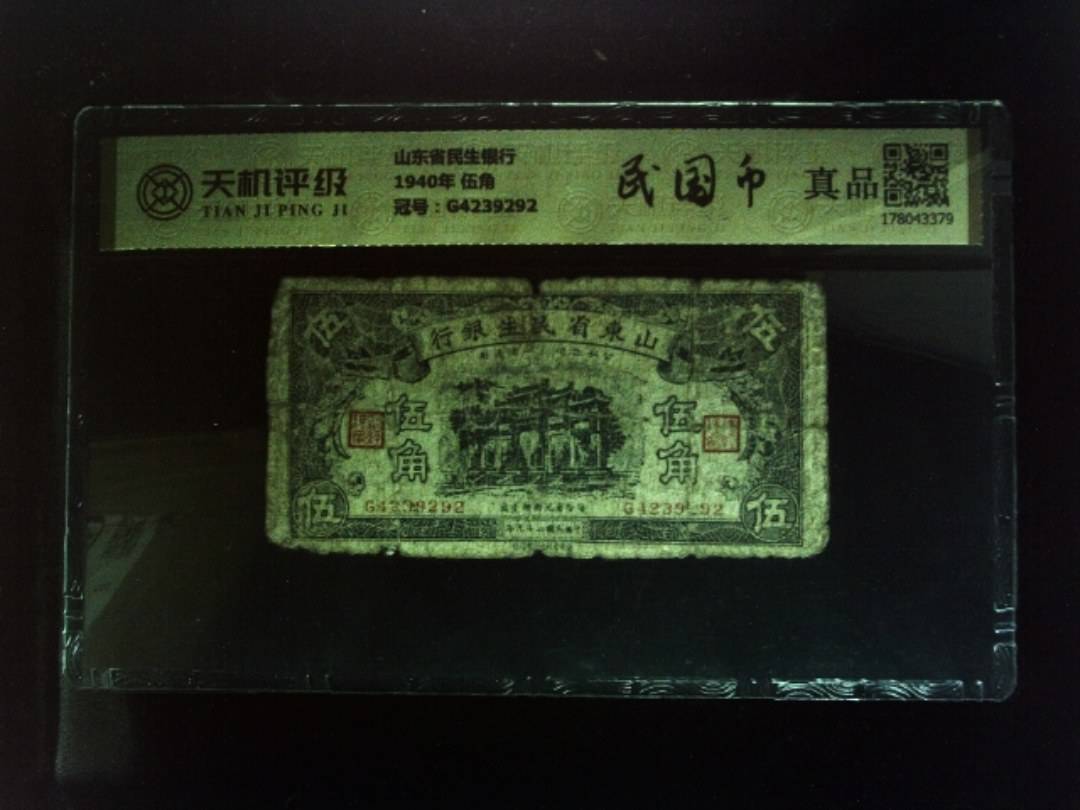 天机评级
TIAN JI PING JI
山东省民生银行
1940年 伍角
冠号：G4239292
民国币
真品
178043379
伍
伍
行銀生民省東山
伍角
伍角
G4239292
G4239 92
伍
伍